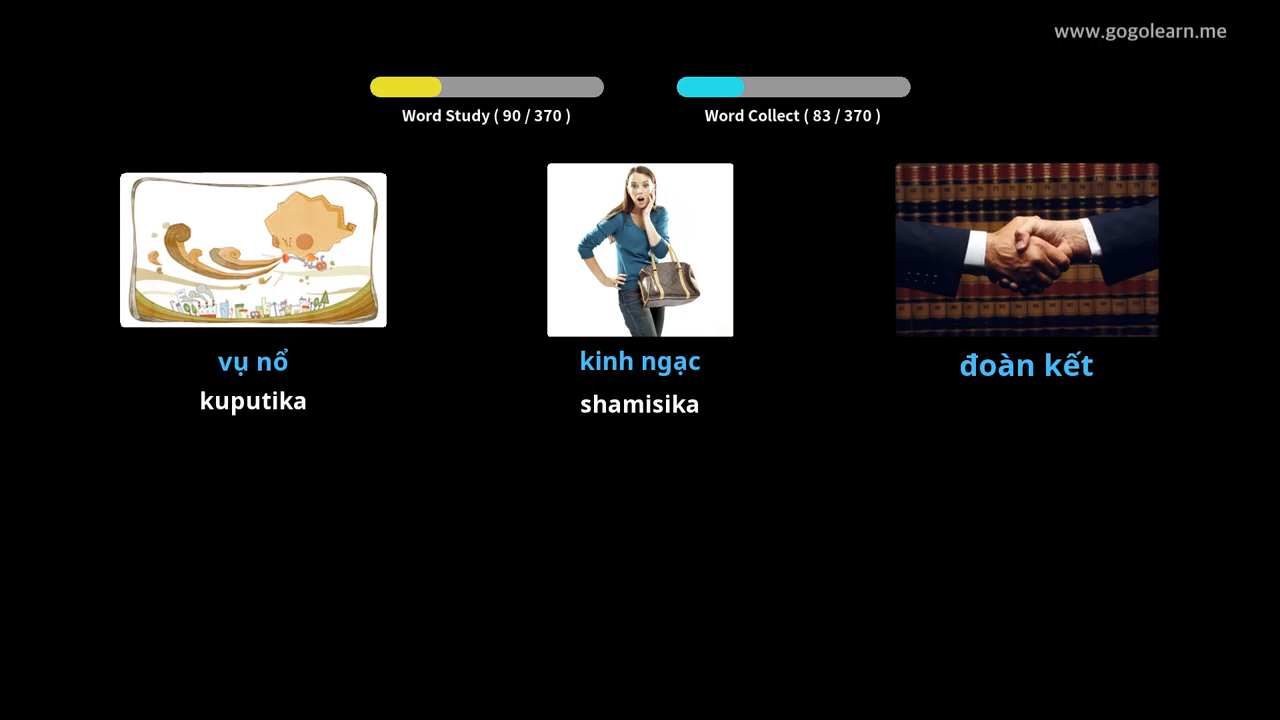 www.gogolearn.me
Word Study ( 90 / 370 )
Word Collect ( 83 / 370 )
vụ nổ
kuputika
kinh ngạc
shamisika
đoàn kết